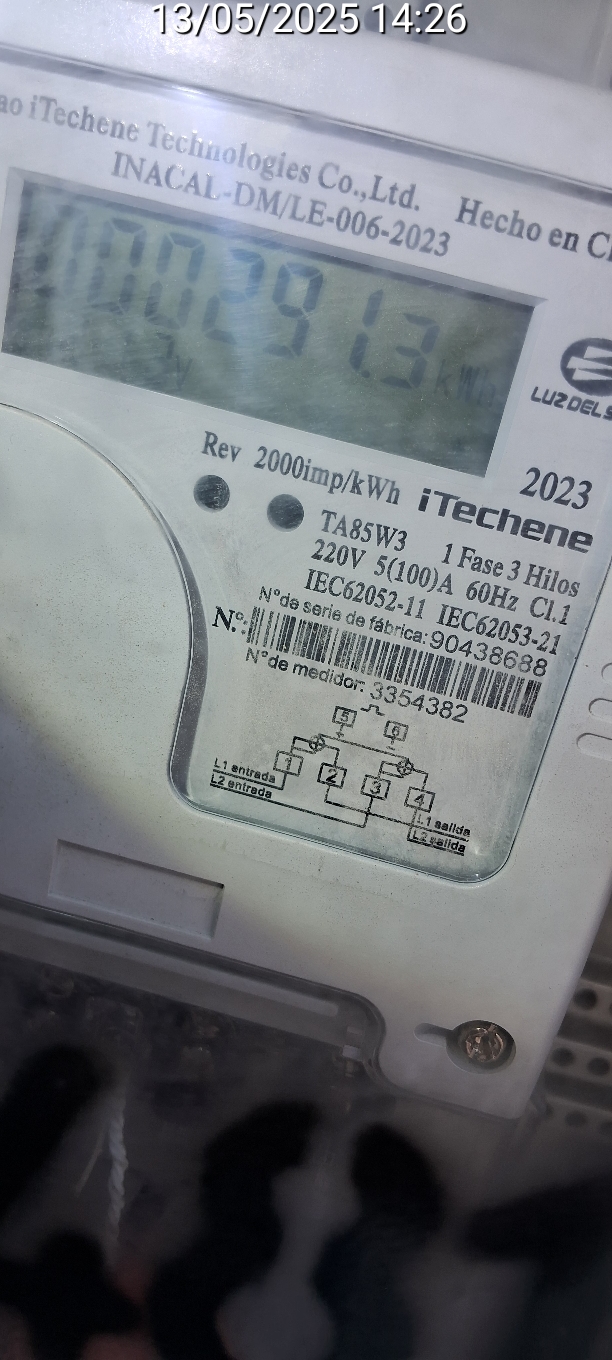 13/05/2025 14:26
ao iTechene Technologies Co.,Ltd. Hecho en
INACAL-DM/LE-006-2023
00291.3 kWh
LUZ DEL S
Rev 2000imp/kWh iTechene 2023
TA85W3 1 Fase 3 Hilos
220V 5(100)A 60Hz Cl.1
IEC62052-11 IEC62053-21
N°de serie de fábrica: 90438688
N°:
N°de medidor: 3354382
5 6
+ -
1 2 3 4
L1 entrada
L2 entrada
L1 salida
L2 salida